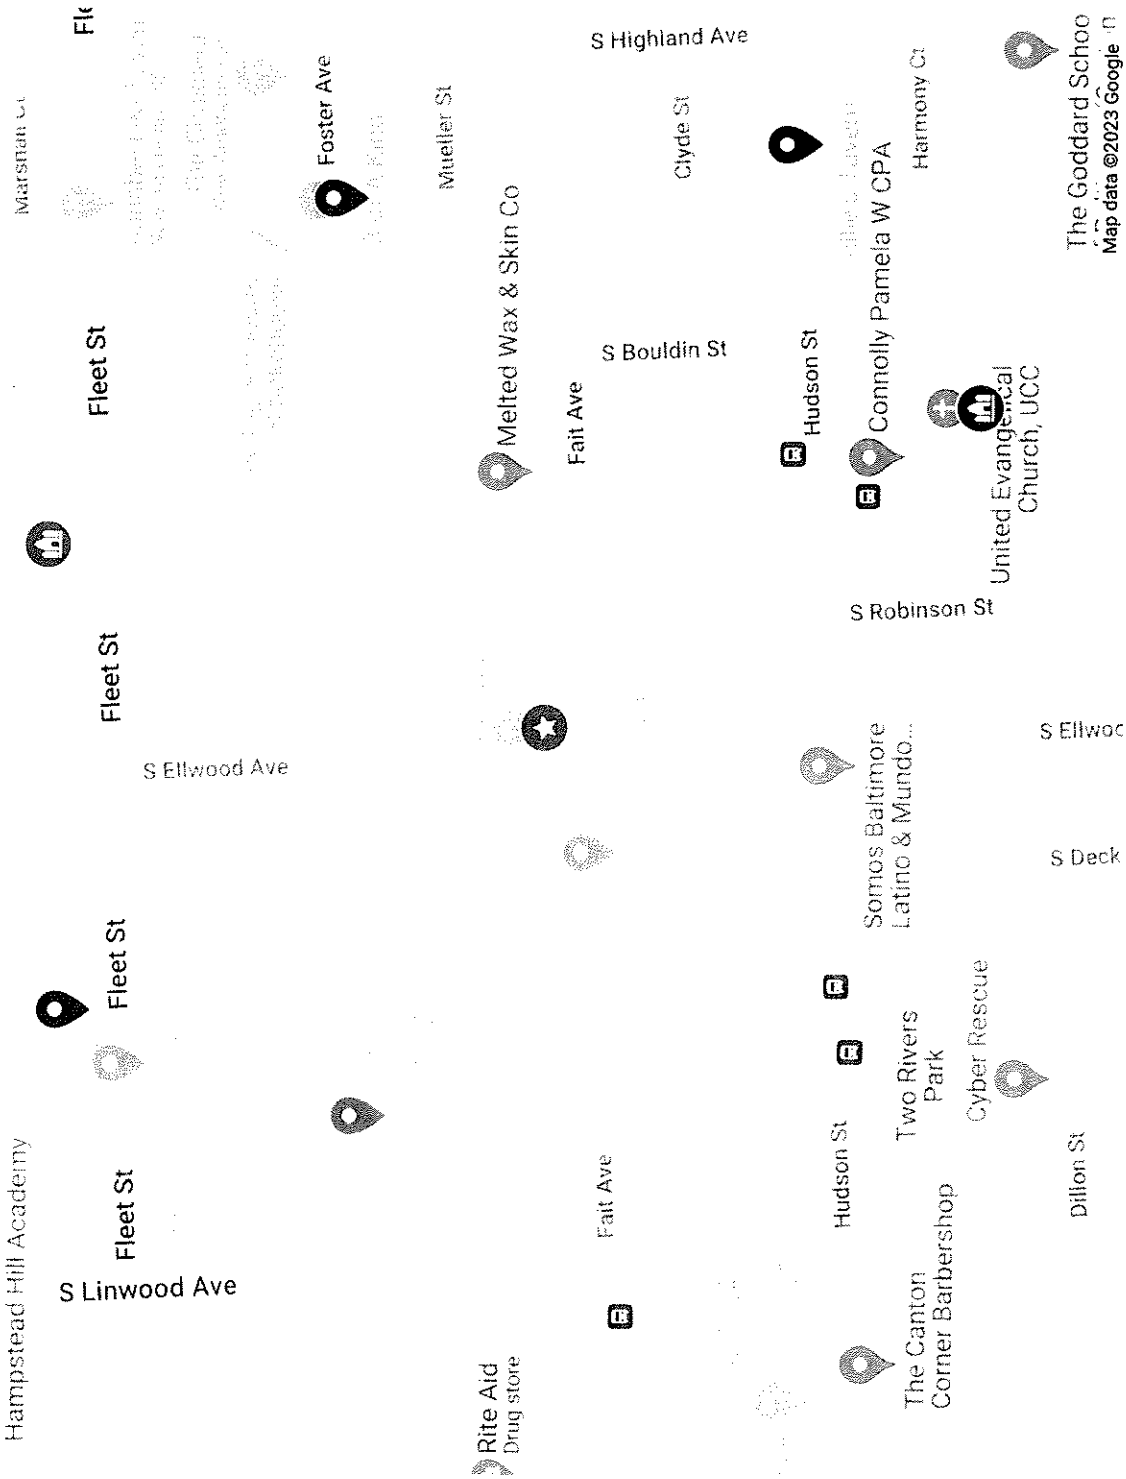 Hampstead Hill Academy
Fleet St
S Linwood Ave
Fleet St
Fleet St
S Ellwood Ave
Fleet St
Foster Ave
Mueller St
Rite Aid
Drug store
Fait Ave
Melted Wax & Skin Co
Fait Ave
S Bouldin St
S Highland Ave
Clyde St
The Canton
Corner Barbershop
Hudson St
Two Rivers
Park
Cyber Rescue
Dillon St
Somos Baltimore
Latino & Mundo...
S Robinson St
Hudson St
Connolly Pamela W CPA
Harmony Ct
United Evangelical
Church, UCC
The Goddard Schoo
Map data ©2023 Google
S Ellwoo
S Deck
Marshall Ct
Fle